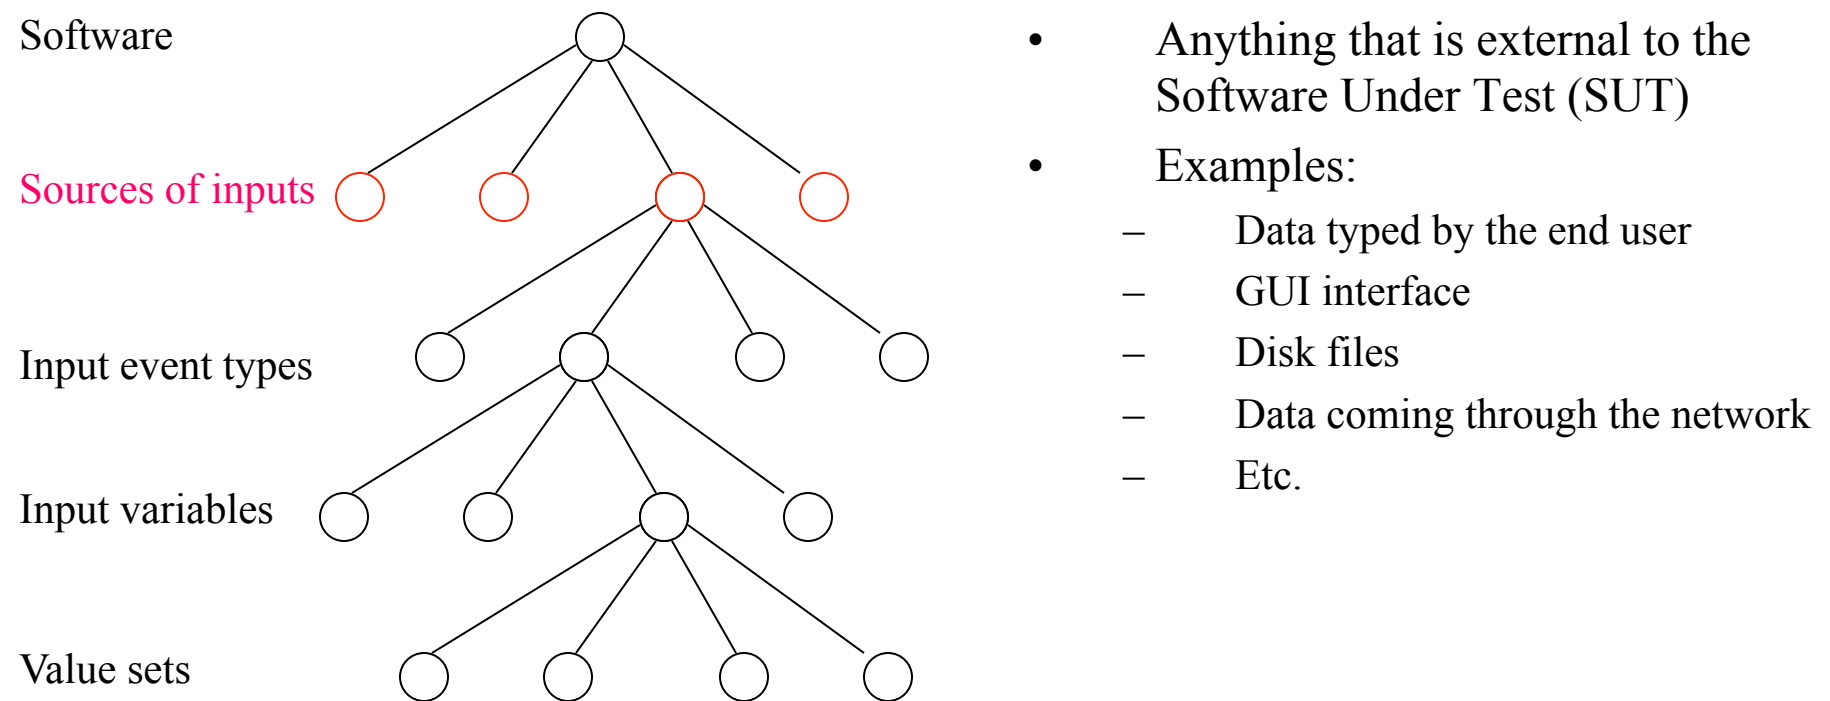 Software
Sources of inputs
Input event types
Input variables
Value sets
• Anything that is external to the
Software Under Test (SUT)
• Examples:
– Data typed by the end user
– GUI interface
– Disk files
– Data coming through the network
– Etc.